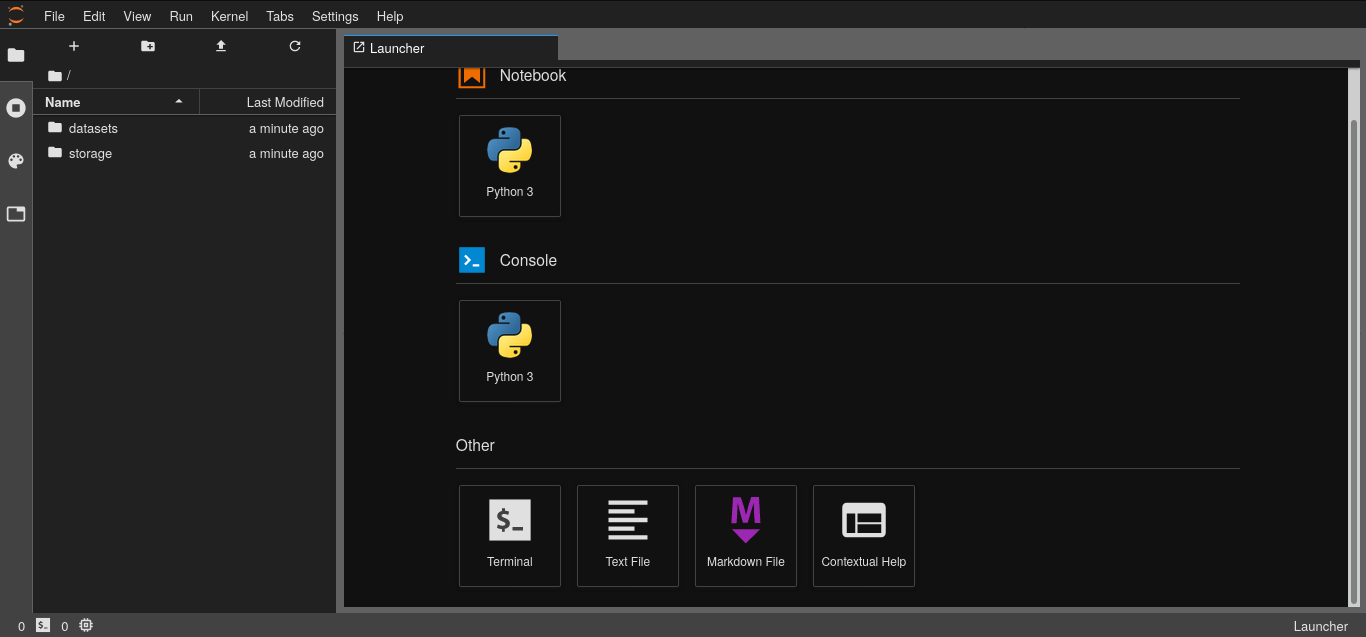 File Edit View Run Kernel Tabs Settings Help
Launcher
/
Name Last Modified
datasets a minute ago
storage a minute ago
Notebook
Python 3
Console
Python 3
Other
$_
M
Terminal Text File Markdown File Contextual Help
0 $_ 0 Launcher